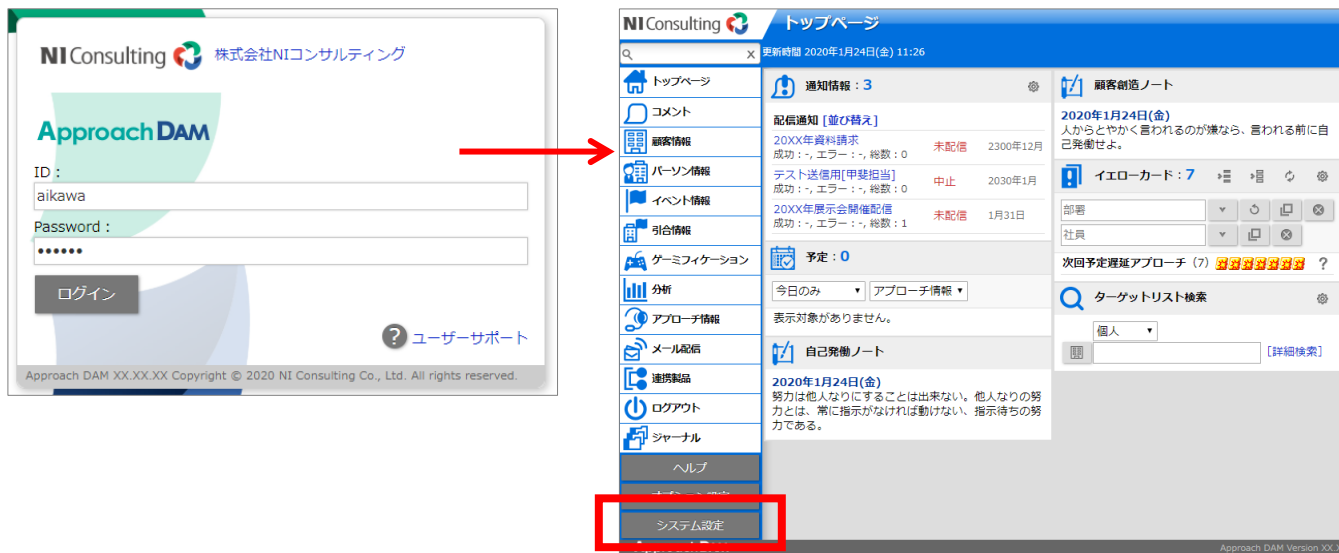 NI Consulting 株式会社NIコンサルティング
Approach DAM
ID：
aikawa
Password：
••••••
ログイン
? ユーザーサポート
Approach DAM XX.XX.XX Copyright © 2020 NI Consulting Co., Ltd. All rights reserved.
NI Consulting
トップページ
更新時間 2020年1月24日(金) 11:26
トップページ
コメント
顧客情報
パーソン情報
イベント情報
引合情報
ゲーミフィケーション
分析
アプローチ情報
メール配信
連携製品
ログアウト
ジャーナル
ヘルプ
システム設定
通知情報：3
配信通知 [並び替え]
20XX年資料請求 未配信 2300年12月
成功：-, エラー：-, 総数：0
テスト送信用[甲斐担当] 中止 2030年1月
成功：-, エラー：-, 総数：0
20XX年展示会開催配信 未配信 1月31日
成功：-, エラー：-, 総数：1
予定：0
今日のみ アプローチ情報
表示対象がありません。
自己発働ノート
2020年1月24日(金)
努力は他人なりにすることは出来ない。他人なりの努
力とは、常に指示がなければ動けない、指示待ちの努
力である。
顧客創造ノート
2020年1月24日(金)
人からとやかく言われるのが嫌なら、言われる前に自
己発働せよ。
イエローカード：7
部署
社員
次回予定遅延アプローチ（7） ?
ターゲットリスト検索
個人
[詳細検索]
Approach DAM Version XX.X